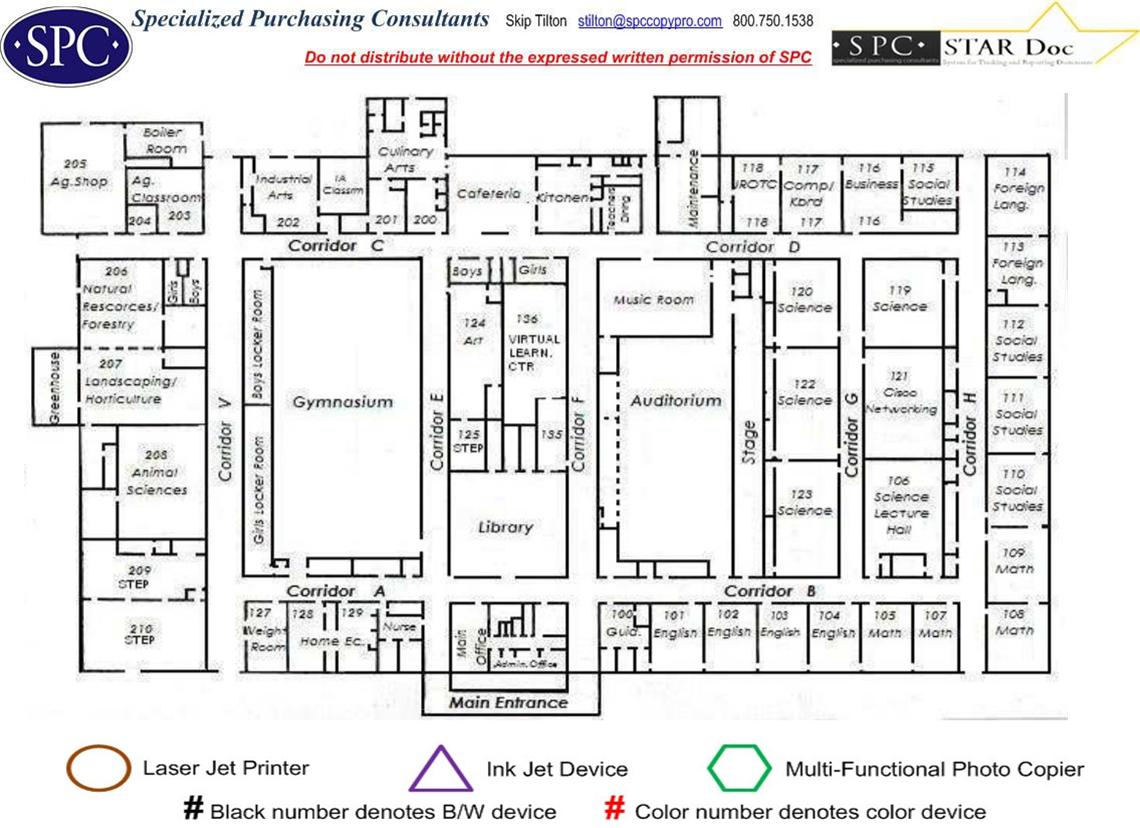 ·SPC·
Specialized Purchasing Consultants Skip Tilton stilton@spccopypro.com 800.750.1538
Do not distribute without the expressed written permission of SPC
·SPC· STAR Doc
specialized purchasing consultants System for Tracking and Reporting Documents
Boiler
Room
205
Ag.Shop
Ag.
Classroom
204
203
Industrial
Arts
202
IA
Classrm
Culinary
Arts
201
200
Cafeteria
Kitchen
Teachers
Dining
Maintenance
118
JROTC
118
117
Comp/
Kbrd
117
116
Business
116
115
Social
Studies
114
Foreign
Lang.
Corridor C
Corridor D
113
Foreign
Lang.
206
Natural
Rescorces/
Forestry
Girls
Boys
Boys Locker Room
Boys
Girls
Music Room
120
Science
119
Science
124
Art
136
VIRTUAL
LEARN.
CTR
112
Social
Studies
Greenhouse
207
Landscaping/
Horticulture
Corridor V
Gymnasium
Corridor E
Corridor F
Auditorium
Stage
122
Science
Corridor G
121
Cisco
Networking
Corridor H
111
Social
Studies
125
STEP
135
208
Animal
Sciences
Girls Locker Room
Library
123
Science
106
Science
Lecture
Hall
110
Social
Studies
209
STEP
109
Math
Corridor A
Corridor B
210
STEP
127
Weight
Room
128
129
Home Ec.
Nurse
Main
Office
Admin. Office
100
Guid.
101
English
102
English
103
English
104
English
105
Math
107
Math
108
Math
Main Entrance
Laser Jet Printer
Ink Jet Device
Multi-Functional Photo Copier
# Black number denotes B/W device
# Color number denotes color device